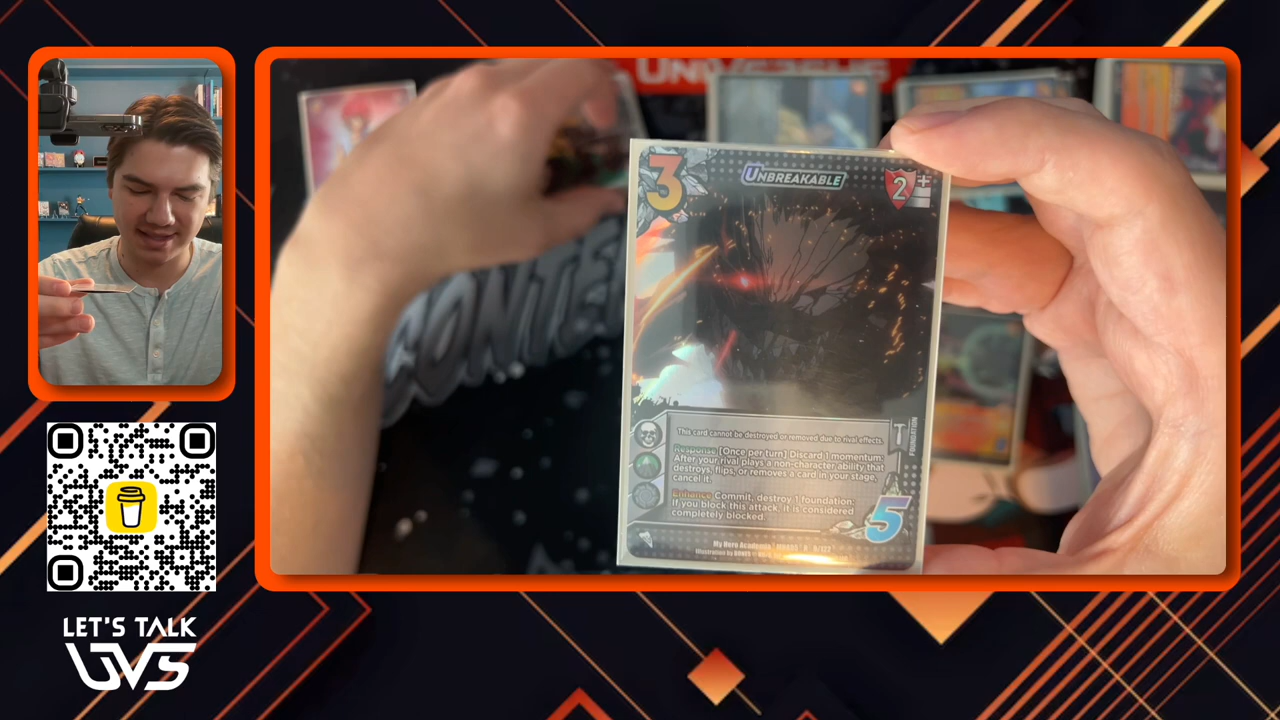 UNIVERSUS
CONTE
3
UNBREAKABLE
2
+
This card cannot be destroyed or removed due to rival effects.
Response [Once per turn] Discard 1 momentum:
After your rival plays a non-character ability that
destroys, flips, or removes a card in your stage,
cancel it.
Enhance Commit, destroy 1 foundation:
If you block this attack, it is considered
completely blocked.
FOUNDATION
5
My Hero Academia
LET'S TALK
UVS